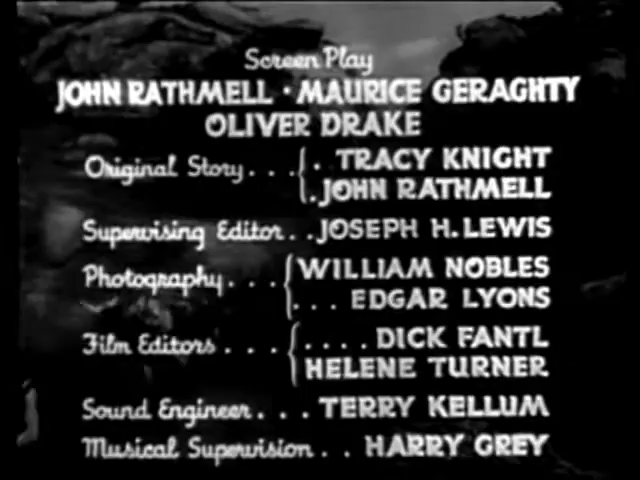 Screen Play
JOHN RATHMELL · MAURICE GERAGHTY
OLIVER DRAKE
Original Story . . . { . TRACY KNIGHT
. JOHN RATHMELL
Supervising Editor . . JOSEPH H. LEWIS
Photography . . . { WILLIAM NOBLES
. . . EDGAR LYONS
Film Editors . . . { . . . . DICK FANTL
HELENE TURNER
Sound Engineer . . . TERRY KELLUM
Musical Supervision . . HARRY GREY